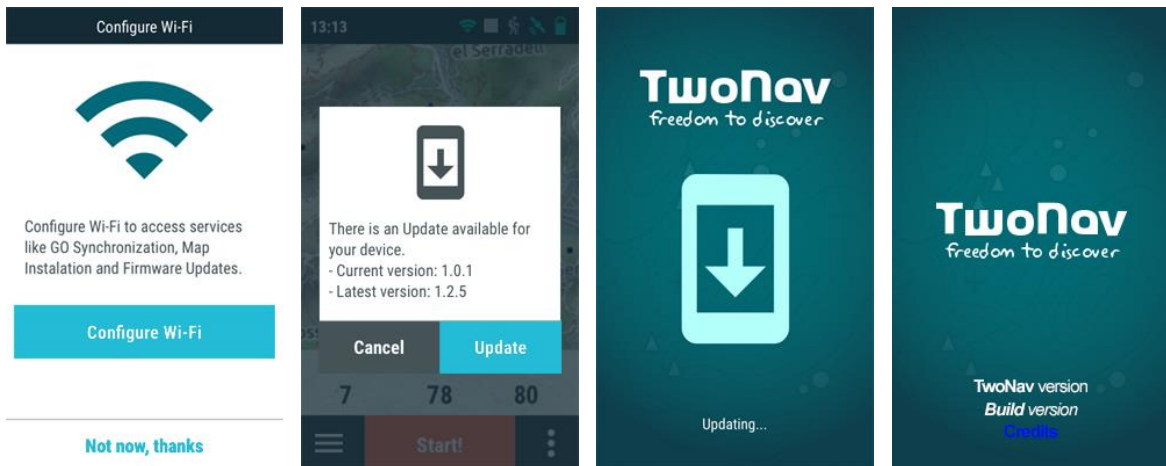 Configure Wi-Fi
Configure Wi-Fi to access services
like GO Synchronization, Map
Instalation and Firmware Updates.
Configure Wi-Fi
Not now, thanks
13:13
el Serradell
There is an Update available for
your device.
- Current version: 1.0.1
- Latest version: 1.2.5
Cancel
Update
7
78
80
Start!
TwoNav
freedom to discover
Updating...
TwoNav
freedom to discover
TwoNav version
Build version
Credits